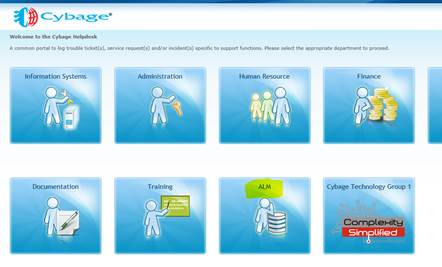 Cybage®
Welcome to the Cybage Helpdesk
A common portal to log trouble ticket(s), service request(s) and/or incident(s) specific to support functions. Please select the appropriate department to proceed.
Information Systems
Administration
Human Resource
Finance
Documentation
Training
ALM
Cybage Technology Group 1
Complexity
Simplified